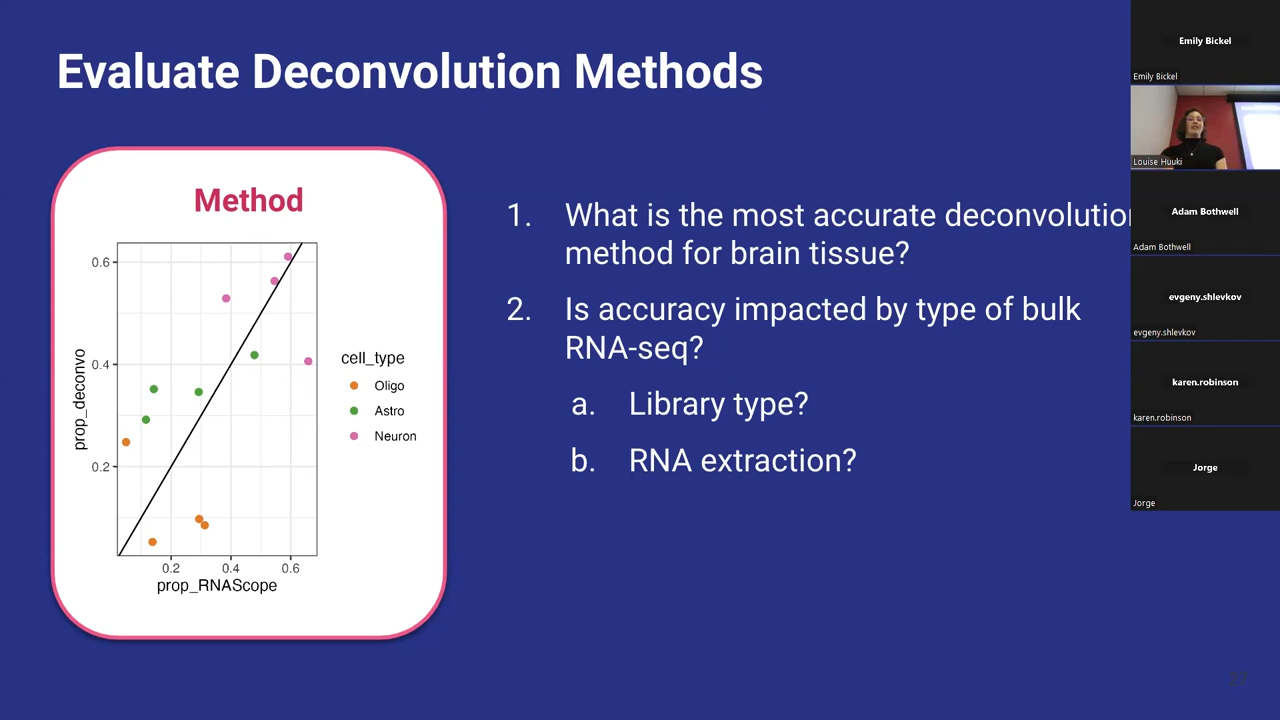 Evaluate Deconvolution Methods
Method
0.6
0.4
0.2
prop_deconvo
0.2 0.4 0.6
prop_RNAScope
cell_type
Oligo
Astro
Neuron
1. What is the most accurate deconvolution
method for brain tissue?
2. Is accuracy impacted by type of bulk
RNA-seq?
a. Library type?
b. RNA extraction?
Emily Bickel
Emily Bickel
Louise Huuki
Adam Bothwell
Adam Bothwell
evgeny.shlevkov
evgeny.shlevkov
karen.robinson
karen.robinson
Jorge
Jorge